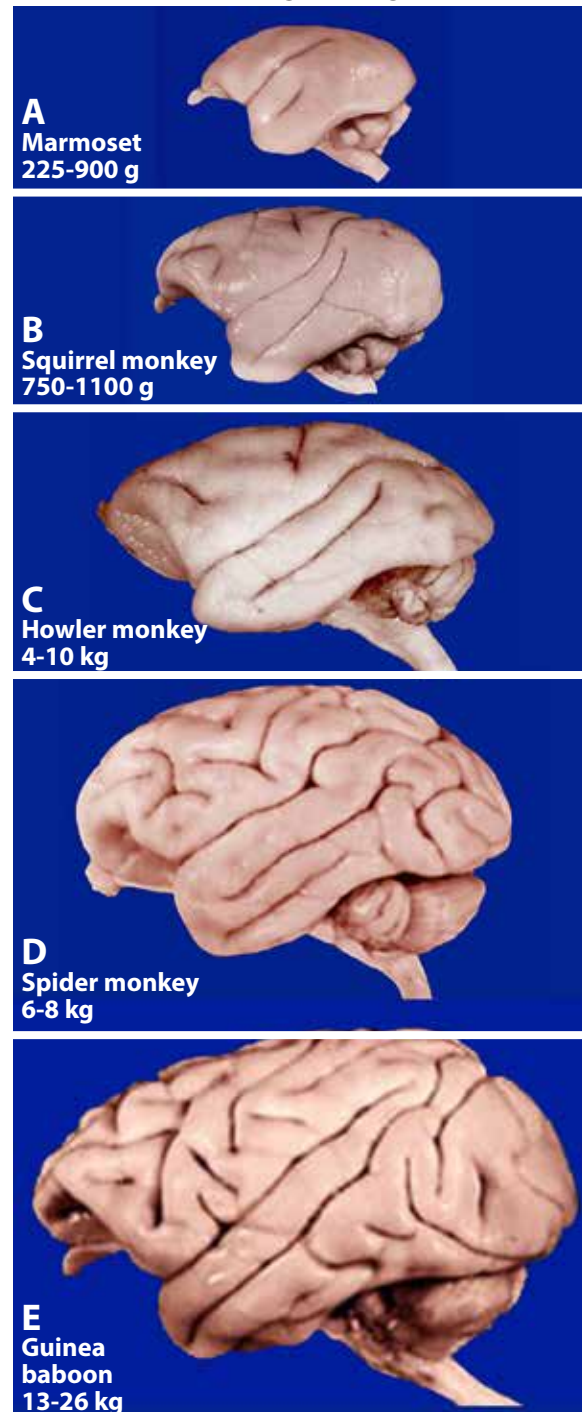 A
Marmoset
225-900 g
B
Squirrel monkey
750-1100 g
C
Howler monkey
4-10 kg
D
Spider monkey
6-8 kg
E
Guinea
baboon
13-26 kg